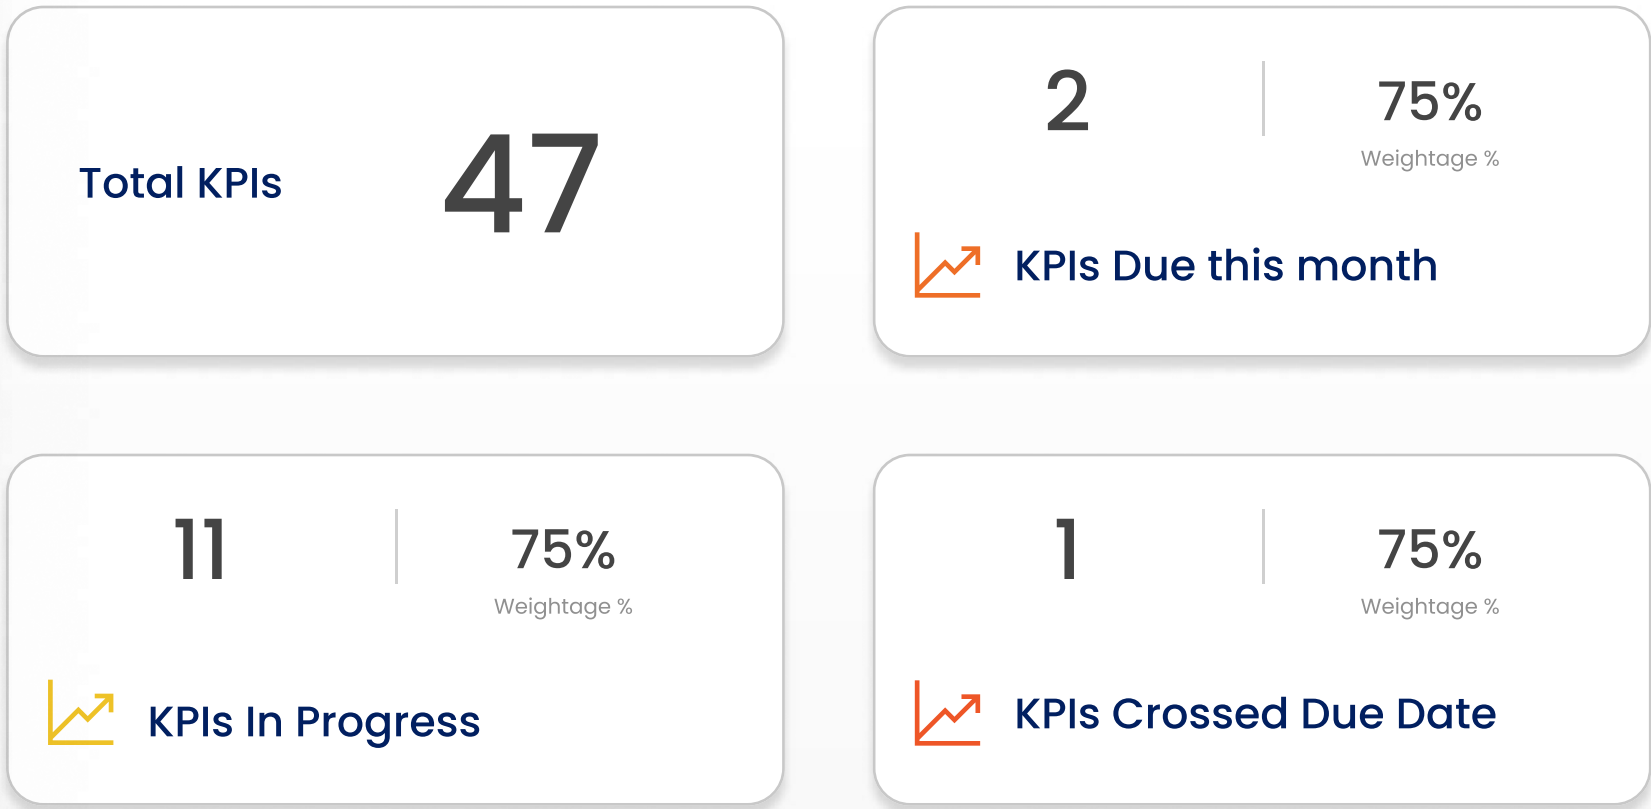 Total KPIs
47
2
75%
Weightage %
KPIs Due this month
11
75%
Weightage %
KPIs In Progress
1
75%
Weightage %
KPIs Crossed Due Date